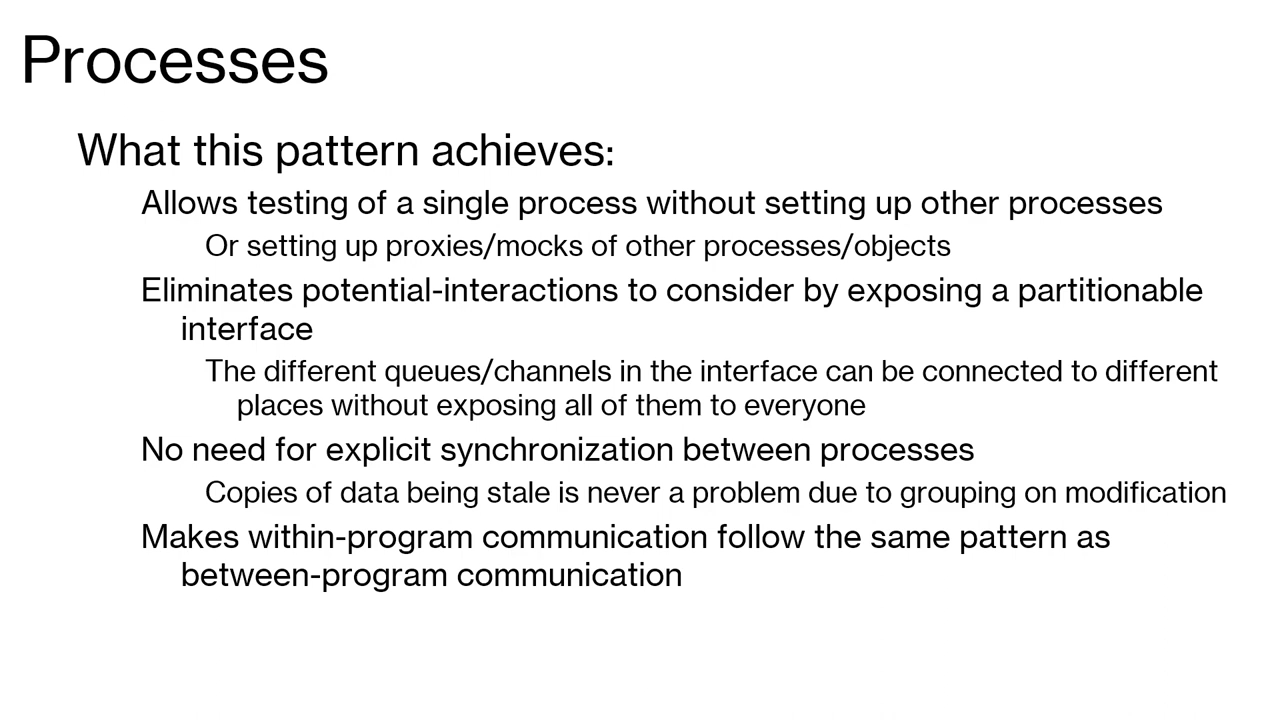 Processes
What this pattern achieves:
Allows testing of a single process without setting up other processes
Or setting up proxies/mocks of other processes/objects
Eliminates potential-interactions to consider by exposing a partitionable
interface
The different queues/channels in the interface can be connected to different
places without exposing all of them to everyone
No need for explicit synchronization between processes
Copies of data being stale is never a problem due to grouping on modification
Makes within-program communication follow the same pattern as
between-program communication